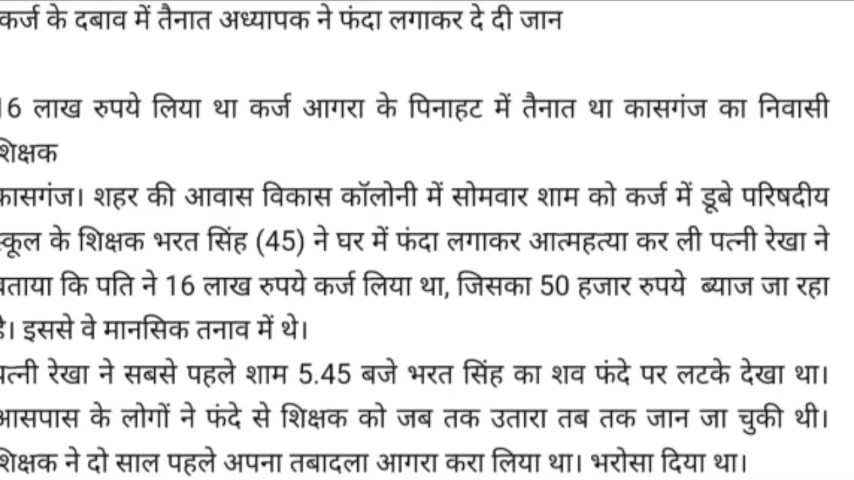 कर्ज के दबाव में तैनात अध्यापक ने फंदा लगाकर दे दी जान
16 लाख रुपये लिया था कर्ज आगरा के पिनाहट में तैनात था कासगंज का निवासी
शिक्षक
कासगंज। शहर की आवास विकास कॉलोनी में सोमवार शाम को कर्ज में डूबे परिषदीय
स्कूल के शिक्षक भरत सिंह (45) ने घर में फंदा लगाकर आत्महत्या कर ली पत्नी रेखा ने
बताया कि पति ने 16 लाख रुपये कर्ज लिया था, जिसका 50 हजार रुपये ब्याज जा रहा
है। इससे वे मानसिक तनाव में थे।
पत्नी रेखा ने सबसे पहले शाम 5.45 बजे भरत सिंह का शव फंदे पर लटके देखा था।
आसपास के लोगों ने फंदे से शिक्षक को जब तक उतारा तब तक जान जा चुकी थी।
शिक्षक ने दो साल पहले अपना तबादला आगरा करा लिया था। भरोसा दिया था।